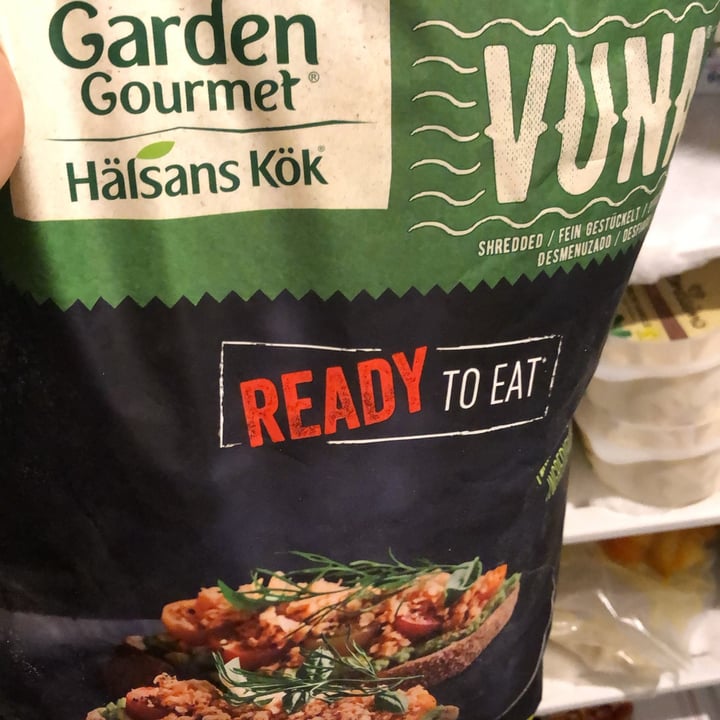 Garden
Gourmet®
Hälsans Kök®
VUNA
SHREDDED / FEIN GESTÜCKELT /
DESMENUZADO /
READY TO EAT*